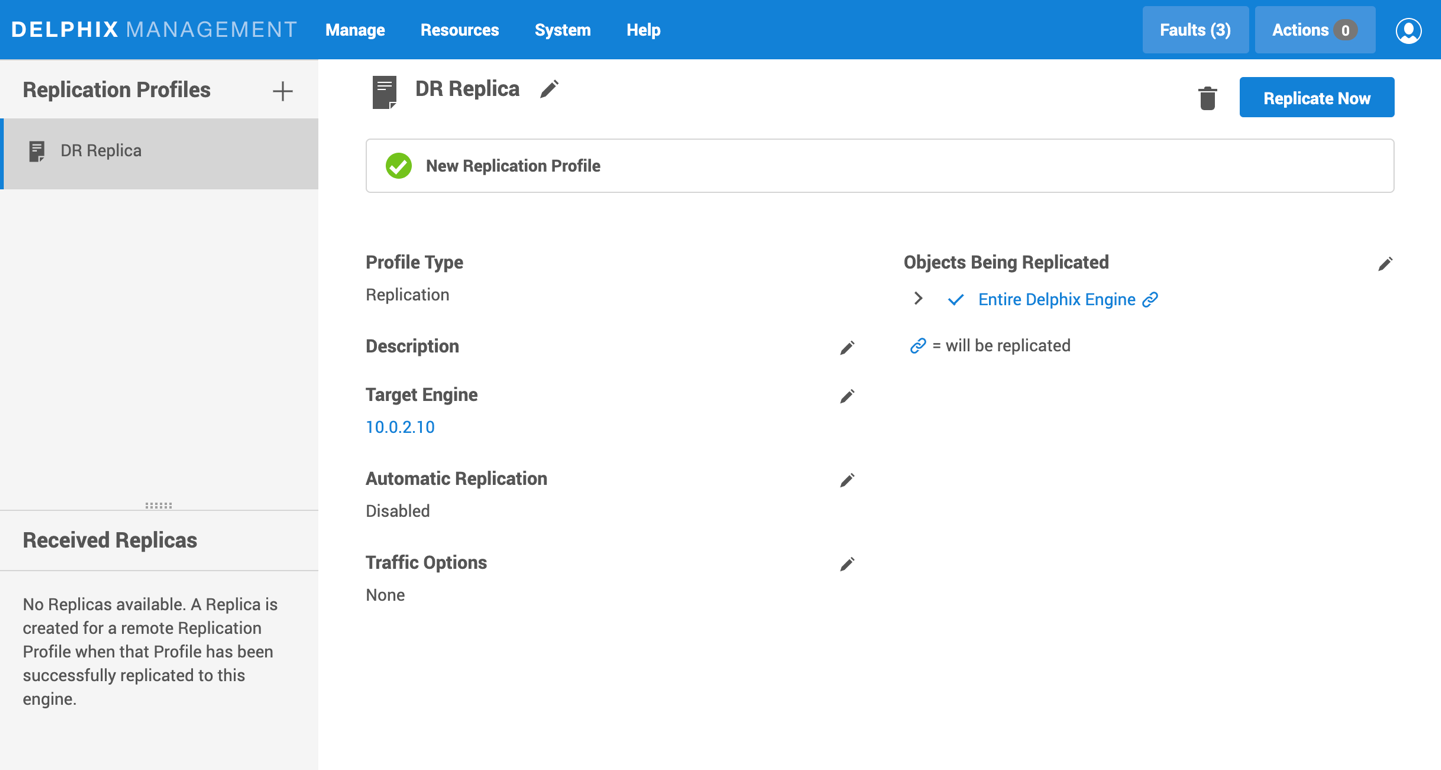 DELPHIX MANAGEMENT Manage Resources System Help Faults (3) Actions 0
Replication Profiles
DR Replica
DR Replica
Replicate Now
New Replication Profile
Profile Type
Replication
Description
Target Engine
10.0.2.10
Automatic Replication
Disabled
Traffic Options
None
Objects Being Replicated
Entire Delphix Engine
= will be replicated
Received Replicas
No Replicas available. A Replica is
created for a remote Replication
Profile when that Profile has been
successfully replicated to this
engine.